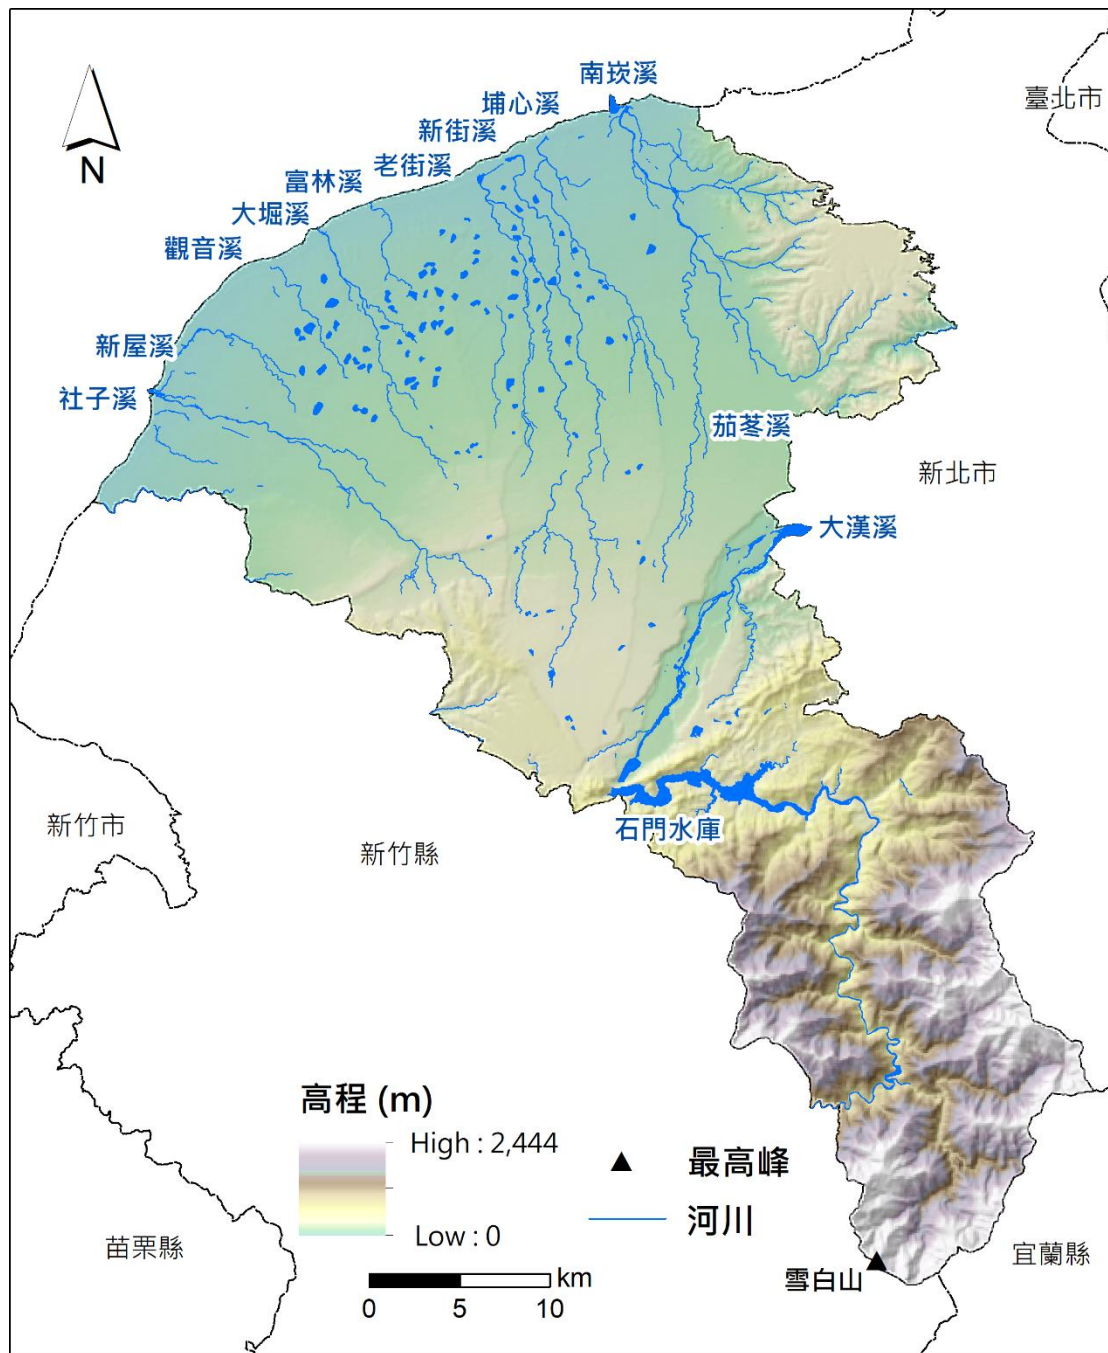 南崁溪
臺北市
埔心溪
新街溪
老街溪
富林溪
大堀溪
觀音溪
N
新屋溪
社子溪
茄苳溪
新北市
大漢溪
石門水庫
新竹市
新竹縣
高程 (m)
High : 2,444
Low : 0
最高峰
河川
苗栗縣
宜蘭縣
雪白山
km
0 5 10